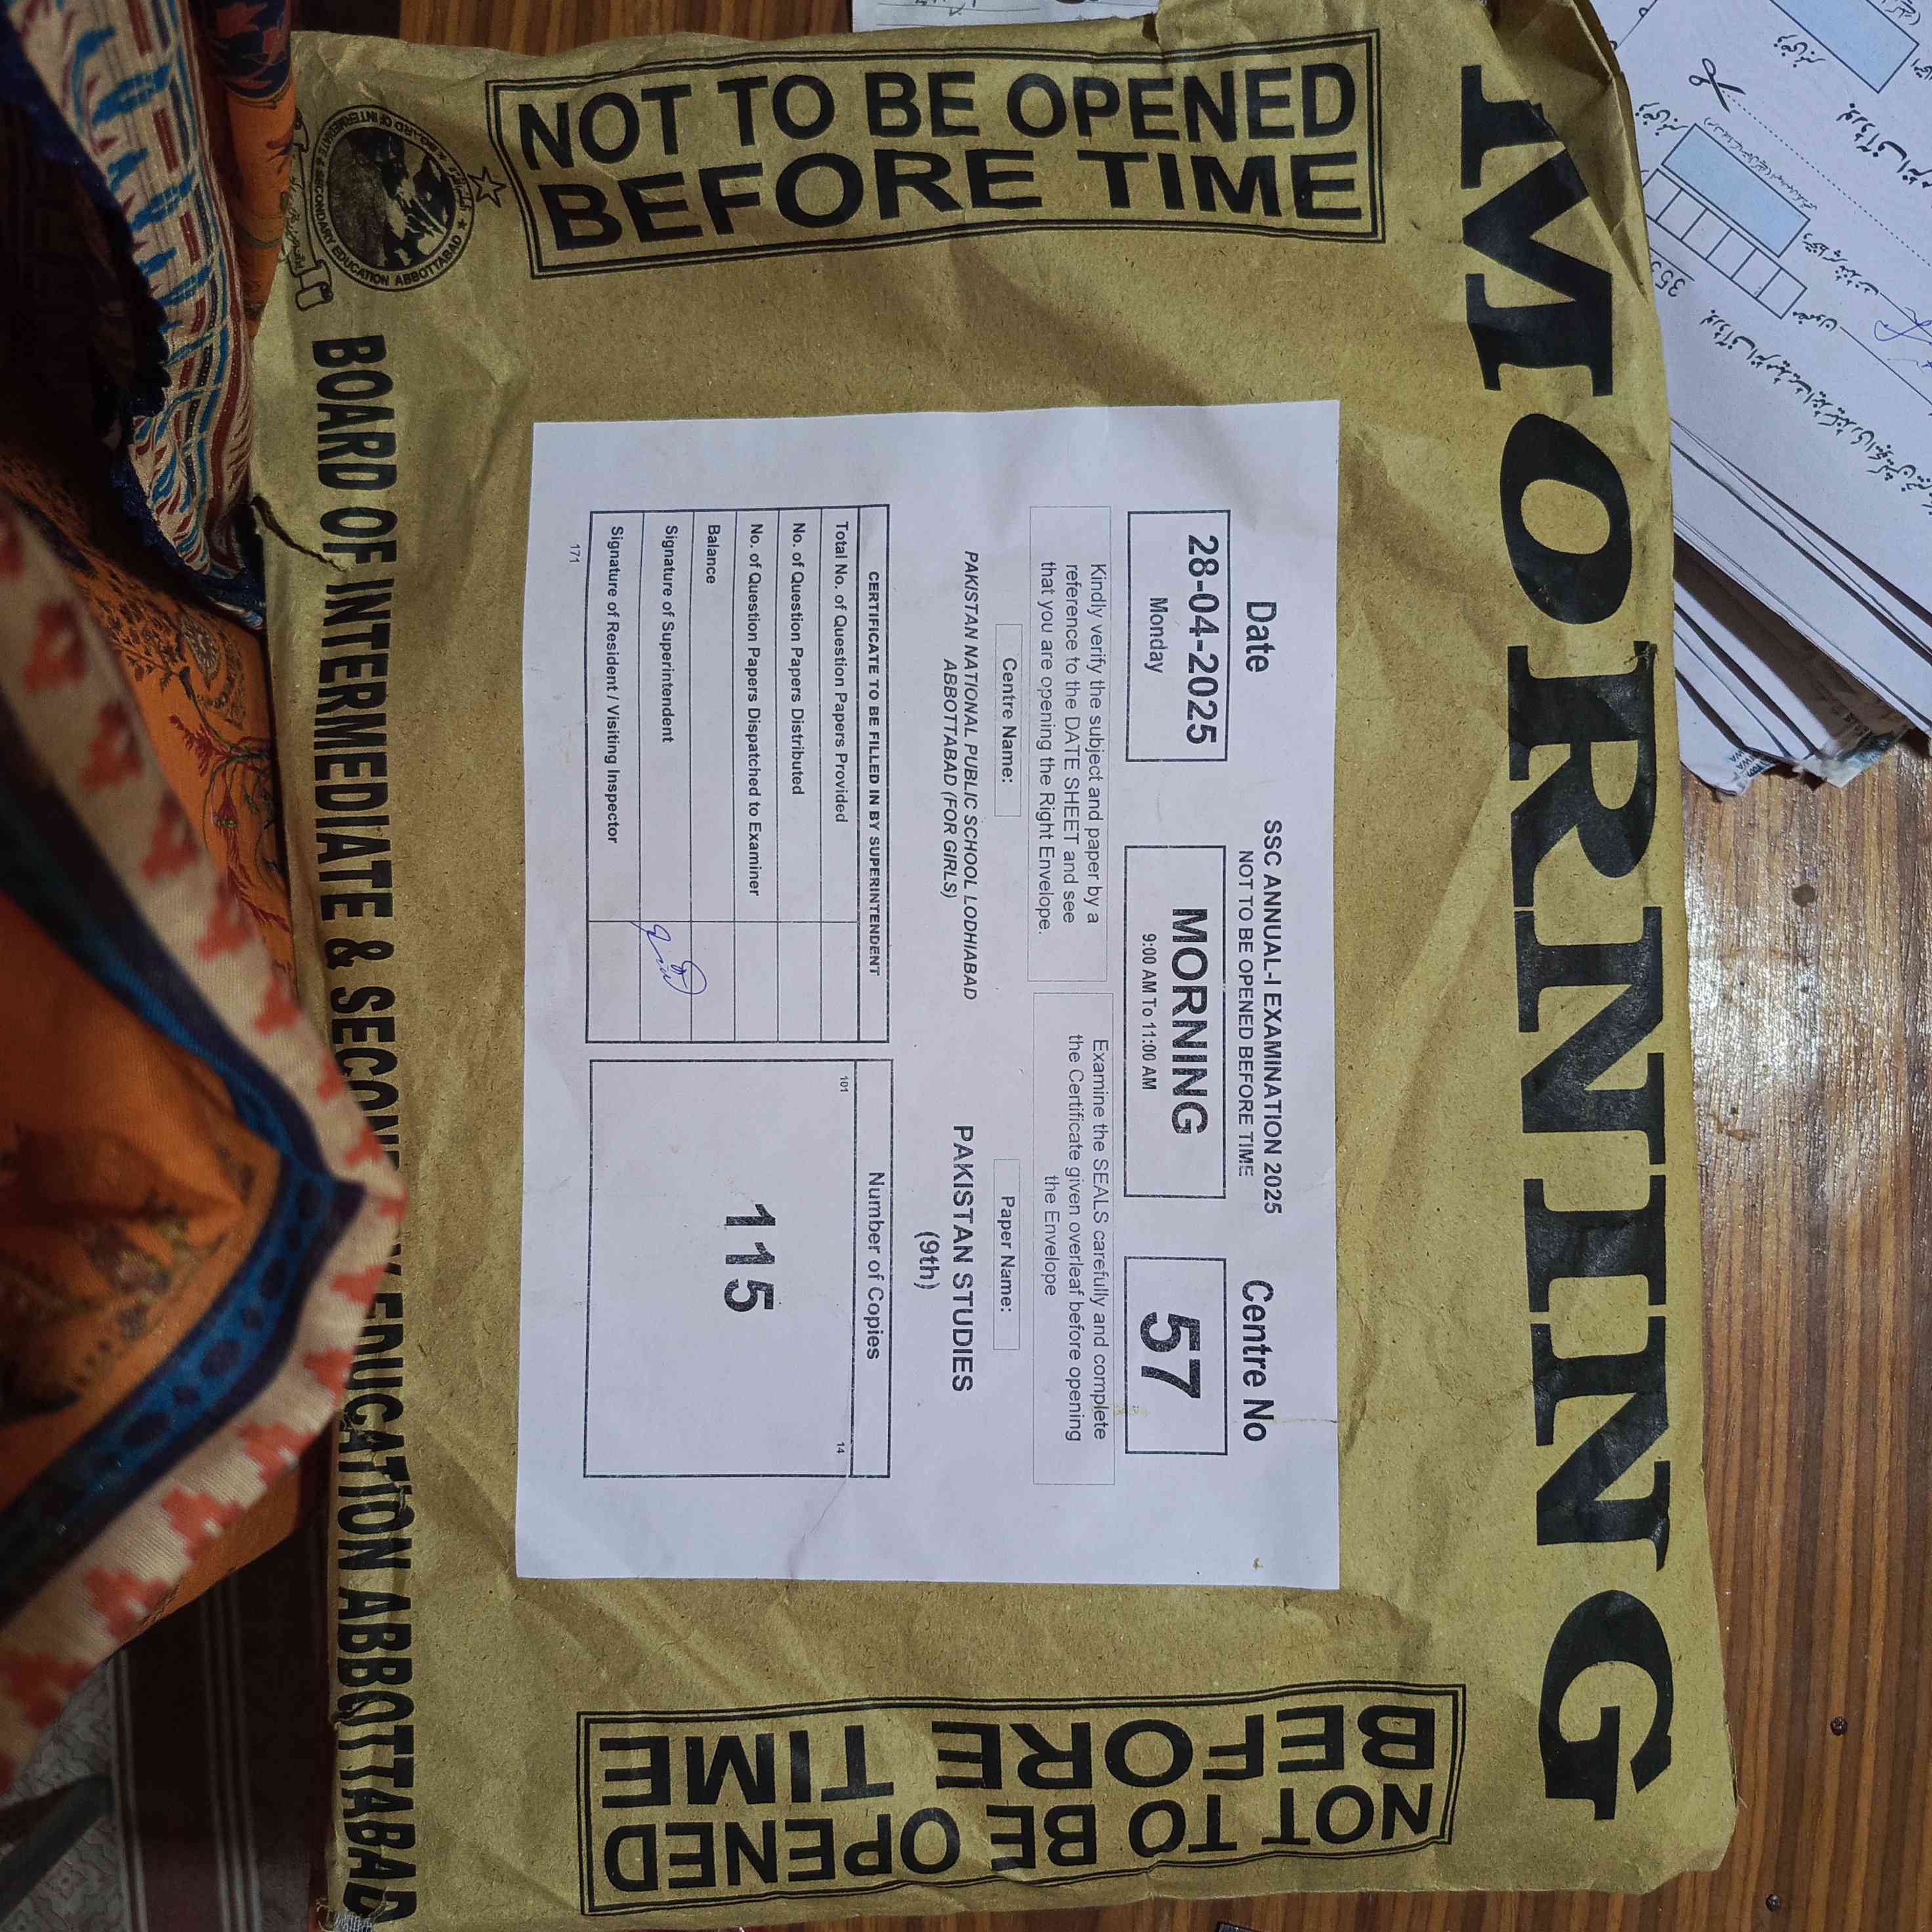 MORNING
NOT TO BE OPENED
BEFORE TIME
Date
28-04-2025
Monday
SSC ANNUAL-I EXAMINATION 2025
NOT TO BE OPENED BEFORE TIME
MORNING
9:00 AM To 11:00 AM
Centre No
57
Kindly verify the subject and paper by a
reference to the DATE SHEET and see
that you are opening the Right Envelope.
Examine the SEALS carefully and complete
the Certificate given overleaf before opening
the Envelope
Centre Name:
PAKISTAN NATIONAL PUBLIC SCHOOL LODHIABAD
ABBOTTABAD (FOR GIRLS)
Paper Name:
PAKISTAN STUDIES
(9th)
CERTIFICATE TO BE FILLED IN BY SUPERINTENDENT
Total No. of Question Papers Provided
No. of Question Papers Distributed
No. of Question Papers Dispatched to Examiner
Balance
Signature of Superintendent
Signature of Resident / Visiting Inspector
171
Number of Copies
101
14
115
NOT TO BE OPENED
BEFORE TIME
BOARD OF INTERMEDIATE & SECONDARY EDUCATION ABBOTTABAD
BOARD OF INTERMEDIATE & SECONDARY EDUCATION ABBOTTABAD